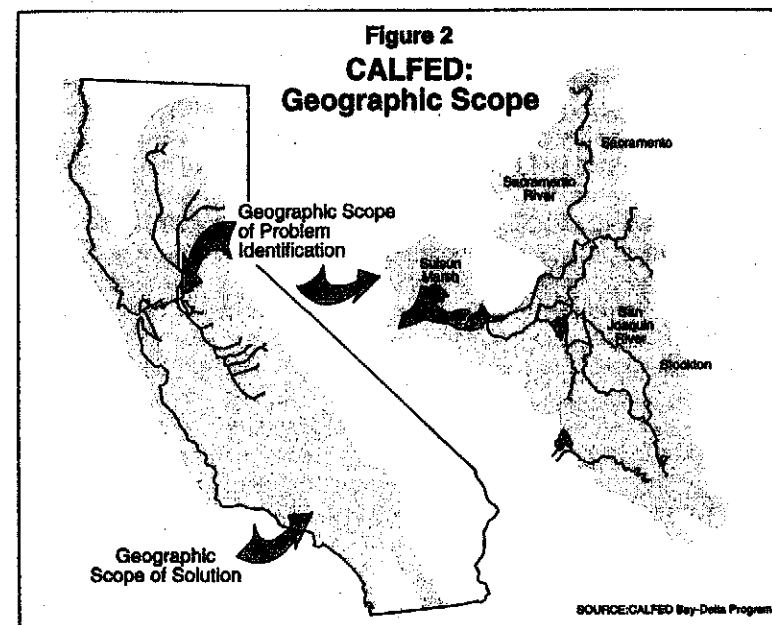 Figure 2
CALFED:
Geographic Scope
Sacramento
Sacramento
River
Geographic Scope
of Problem
Identification
Suisun
Marsh
San
Joaquin
River
Stockton
Geographic
Scope of Solution
SOURCE:CALFED Bay-Delta Program